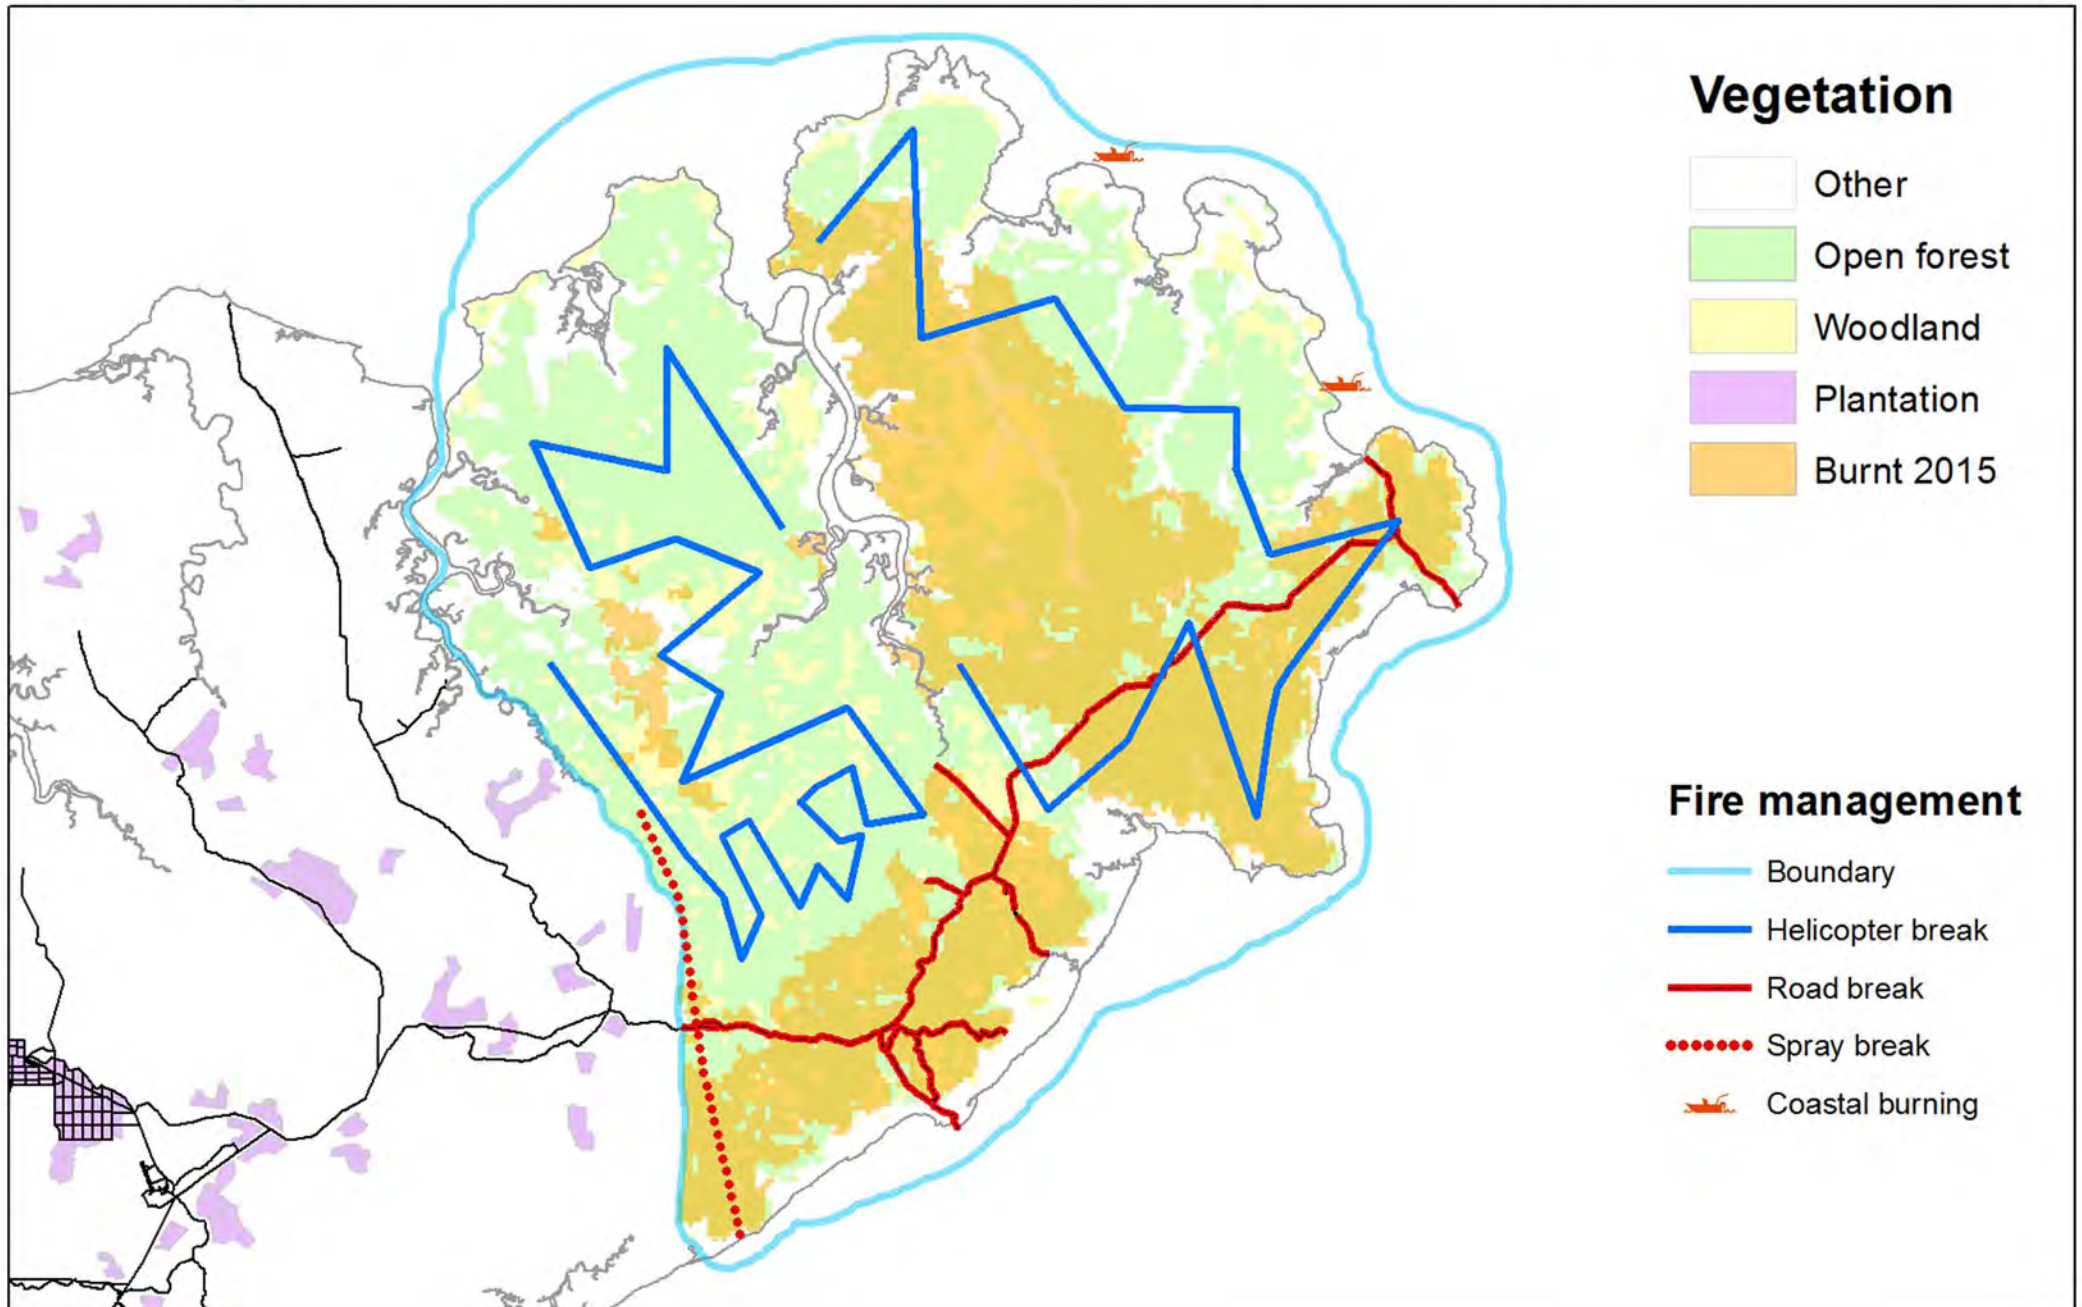 Vegetation
Other
Open forest
Woodland
Plantation
Burnt 2015
Fire management
Boundary
Helicopter break
Road break
Spray break
Coastal burning